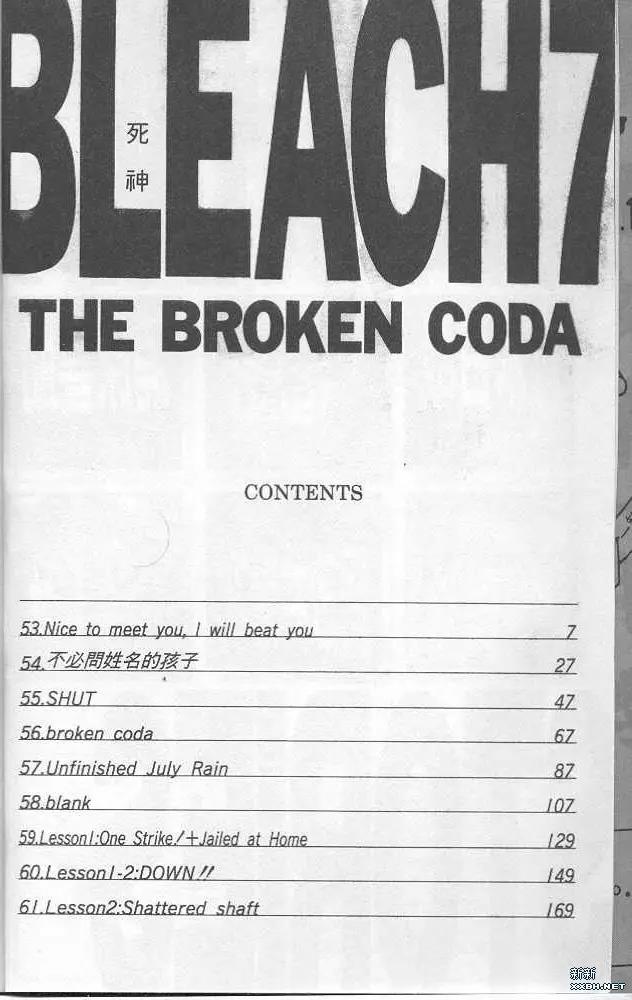 BLEACH7
死
神
THE BROKEN CODA
CONTENTS
53.Nice to meet you, I will beat you 7
54.不必問姓名的孩子 27
55.SHUT 47
56.broken coda 67
57.Unfinished July Rain 87
58.blank 107
59.Lesson1:One Strike!+Jailed at Home 129
60.Lesson1-2:DOWN!! 149
61.Lesson2:Shattered shaft 169
新新
XXDH.NET